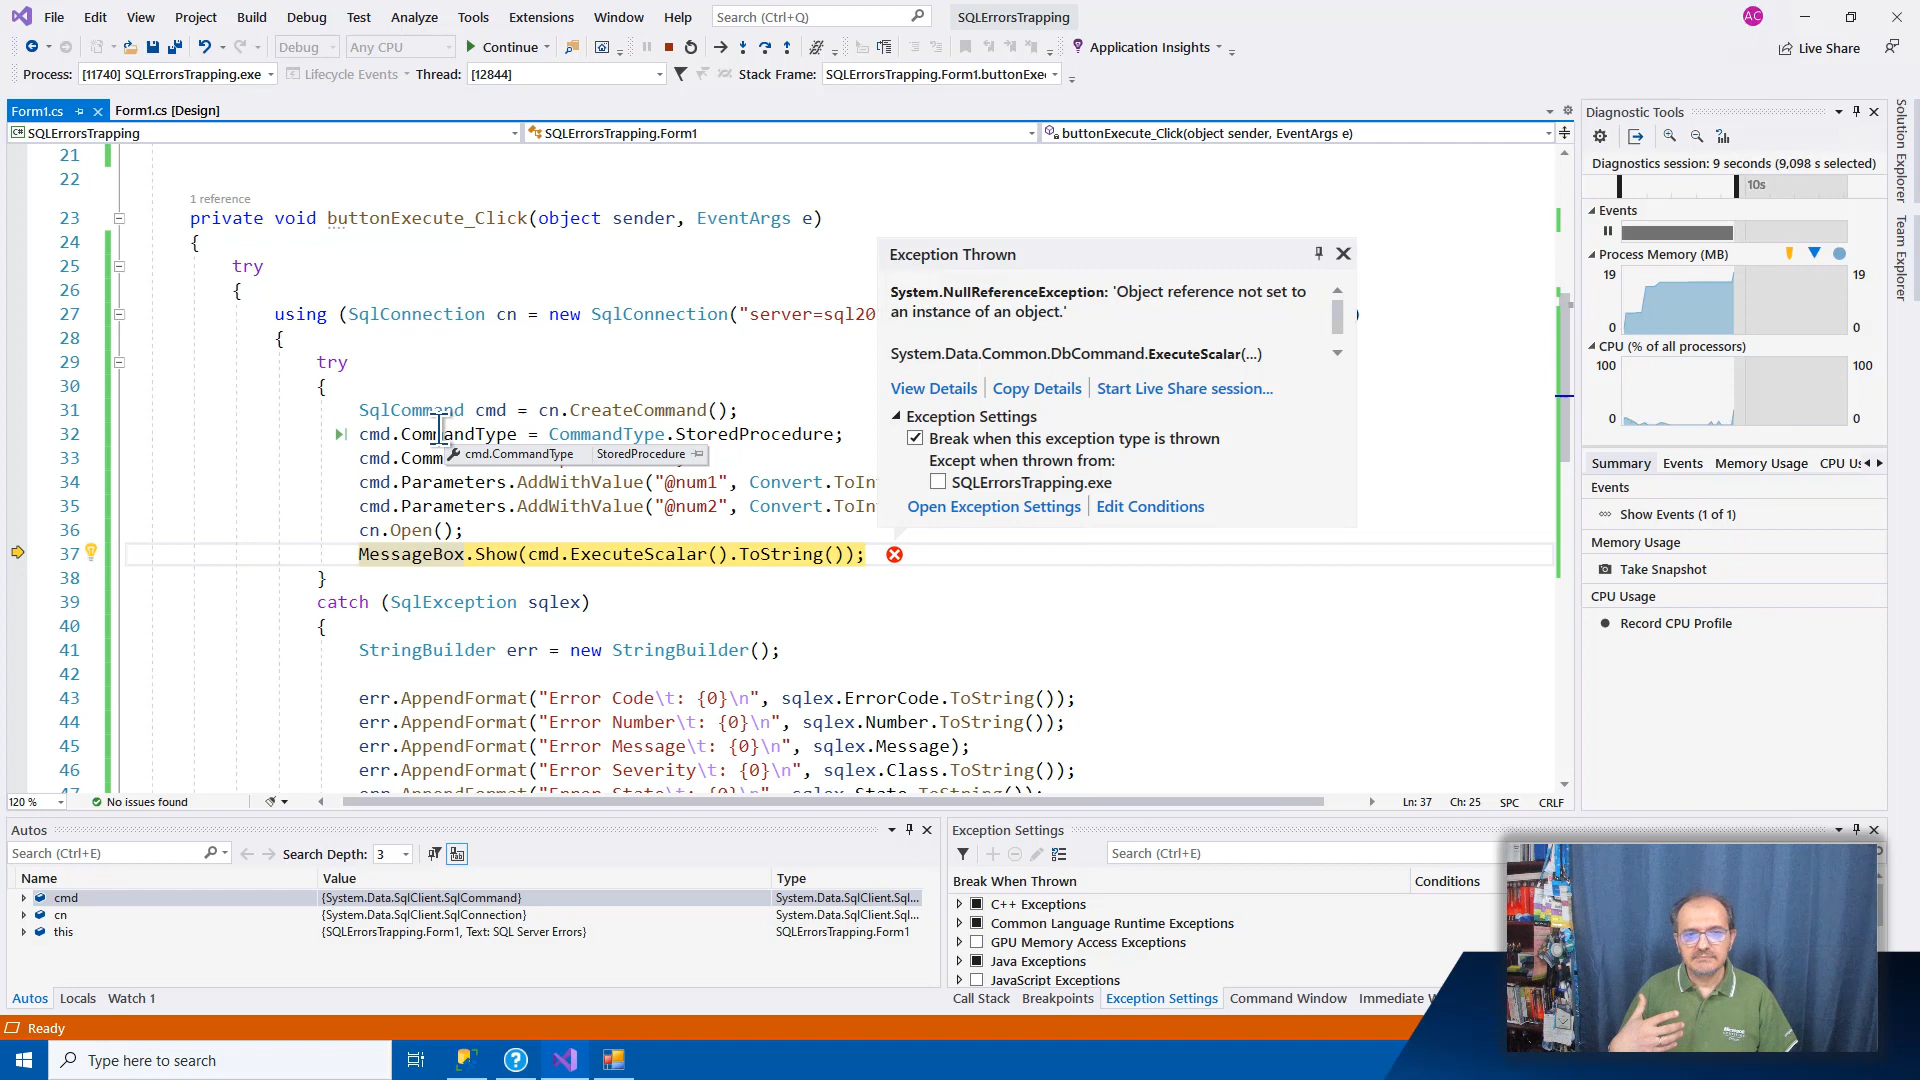 File Edit View Project Build Debug Test Analyze Tools Extensions Window Help Search (Ctrl+Q) SQLErrorsTrapping AC
Debug Any CPU Continue Application Insights Live Share
Process: [11740] SQLErrorsTrapping.exe Lifecycle Events Thread: [12844] Stack Frame: SQLErrorsTrapping.Form1.buttonExec
Form1.cs Form1.cs [Design]
SQLErrorsTrapping SQLErrorsTrapping.Form1 buttonExecute_Click(object sender, EventArgs e)
21
22
1 reference
23 private void buttonExecute_Click(object sender, EventArgs e)
24 {
25 try
26 {
27 using (SqlConnection cn = new SqlConnection("server=sql20 )
28 {
29 try
30 {
31 SqlCommand cmd = cn.CreateCommand();
32 cmd.CommandType = CommandType.StoredProcedure;
cmd.CommandType StoredProcedure
33 cmd.Comm
34 cmd.Parameters.AddWithValue("@num1", Convert.ToIn
35 cmd.Parameters.AddWithValue("@num2", Convert.ToIn
36 cn.Open();
37 MessageBox.Show(cmd.ExecuteScalar().ToString());
38 }
39 catch (SqlException sqlex)
40 {
41 StringBuilder err = new StringBuilder();
42
43 err.AppendFormat("Error Code\t: {0}\n", sqlex.ErrorCode.ToString());
44 err.AppendFormat("Error Number\t: {0}\n", sqlex.Number.ToString());
45 err.AppendFormat("Error Message\t: {0}\n", sqlex.Message);
46 err.AppendFormat("Error Severity\t: {0}\n", sqlex.Class.ToString());
47 err.AppendFormat("Error State\t: {0}\n", sqlex.State.ToString());
Exception Thrown
System.NullReferenceException: 'Object reference not set to
an instance of an object.'
System.Data.Common.DbCommand.ExecuteScalar(...)
View Details Copy Details Start Live Share session...
Exception Settings
Break when this exception type is thrown
Except when thrown from:
SQLErrorsTrapping.exe
Open Exception Settings Edit Conditions
120 % No issues found Ln: 37 Ch: 25 SPC CRLF
Diagnostic Tools
Diagnostics session: 9 seconds (9,098 s selected)
10s
Events
Process Memory (MB)
19 19
0 0
CPU (% of all processors)
100 100
0 0
Summary Events Memory Usage CPU Us
Events
Show Events (1 of 1)
Memory Usage
Take Snapshot
CPU Usage
Record CPU Profile
Solution Explorer
Team Explorer
Autos
Search (Ctrl+E) Search Depth: 3
Name Value Type
cmd {System.Data.SqlClient.SqlCommand} System.Data.SqlClient.Sql...
cn {System.Data.SqlClient.SqlConnection} System.Data.SqlClient.Sql...
this {SQLErrorsTrapping.Form1, Text: SQL Server Errors} SQLErrorsTrapping.Form1
Autos Locals Watch 1
Exception Settings
Search (Ctrl+E)
Break When Thrown Conditions
C++ Exceptions
Common Language Runtime Exceptions
GPU Memory Access Exceptions
Java Exceptions
JavaScript Exceptions
Call Stack Breakpoints Exception Settings Command Window Immediate W
Ready
Type here to search